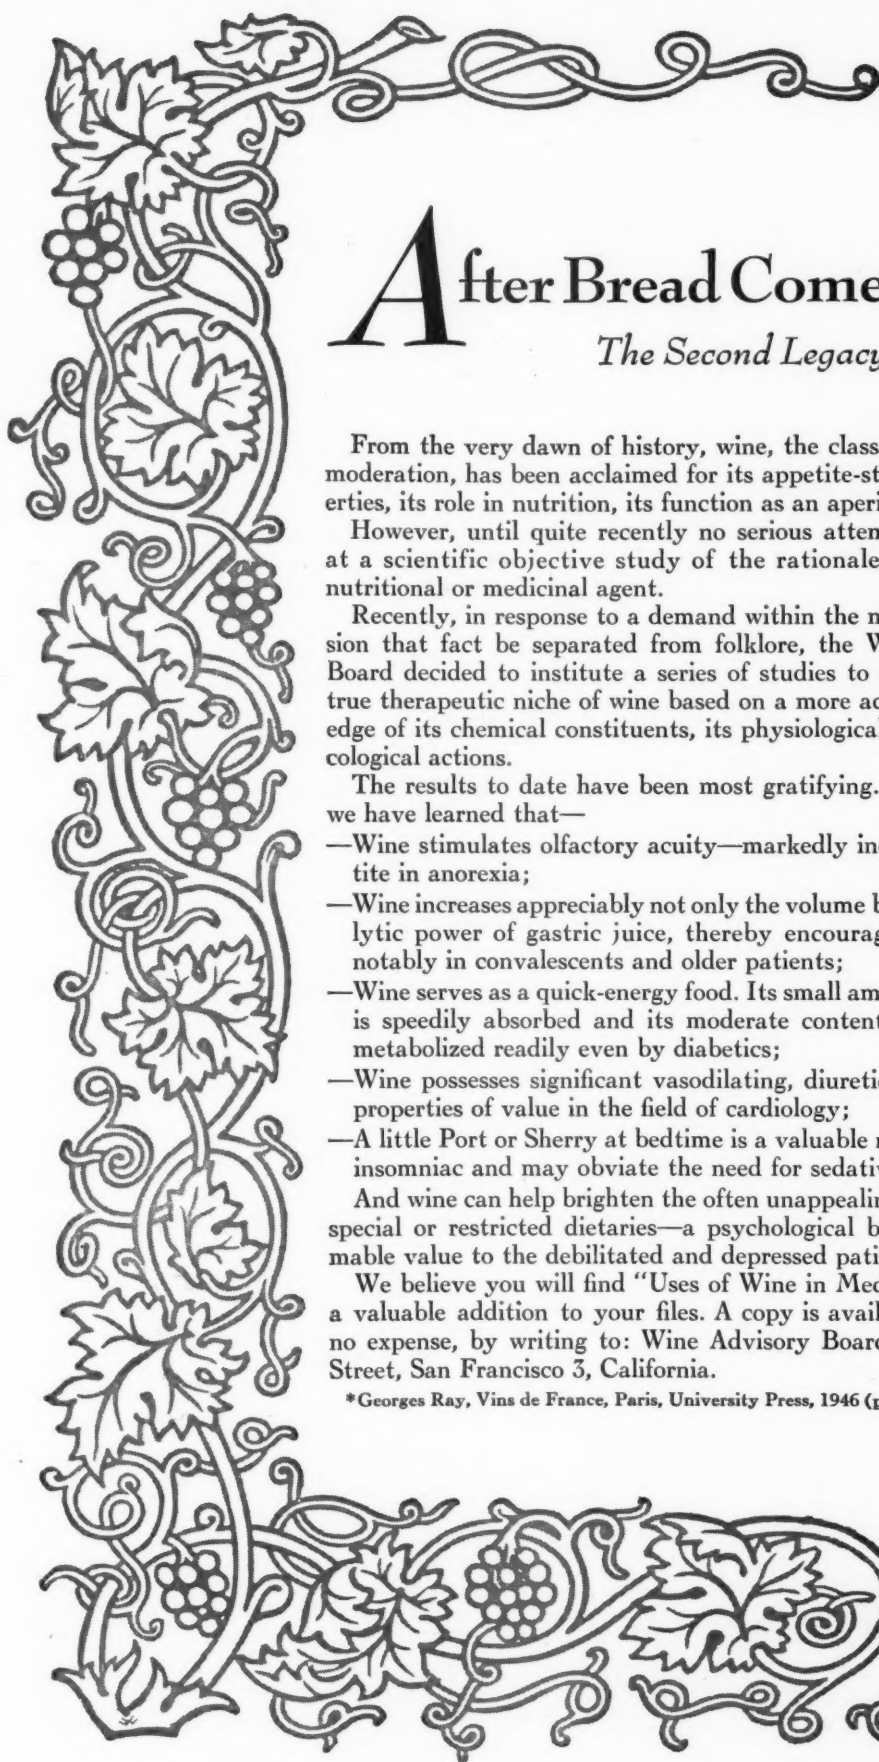 After Bread Come
The Second Legacy
From the very dawn of history, wine, the class
moderation, has been acclaimed for its appetite-st
erties, its role in nutrition, its function as an aperi
However, until quite recently no serious attem
at a scientific objective study of the rationale
nutritional or medicinal agent.
Recently, in response to a demand within the m
sion that fact be separated from folklore, the W
Board decided to institute a series of studies to
true therapeutic niche of wine based on a more ac
edge of its chemical constituents, its physiological
cological actions.
The results to date have been most gratifying.
we have learned that—
—Wine stimulates olfactory acuity—markedly in
tite in anorexia;
—Wine increases appreciably not only the volume b
lytic power of gastric juice, thereby encourag
notably in convalescents and older patients;
—Wine serves as a quick-energy food. Its small am
is speedily absorbed and its moderate content
metabolized readily even by diabetics;
—Wine possesses significant vasodilating, diureti
properties of value in the field of cardiology;
—A little Port or Sherry at bedtime is a valuable
insomniac and may obviate the need for sedati
And wine can help brighten the often unappeali
special or restricted dietaries—a psychological b
mable value to the debilitated and depressed pati
We believe you will find "Uses of Wine in Med
a valuable addition to your files. A copy is avail
no expense, by writing to: Wine Advisory Board
Street, San Francisco 3, California.
*Georges Ray, Vins de France, Paris, University Press, 1946 (p